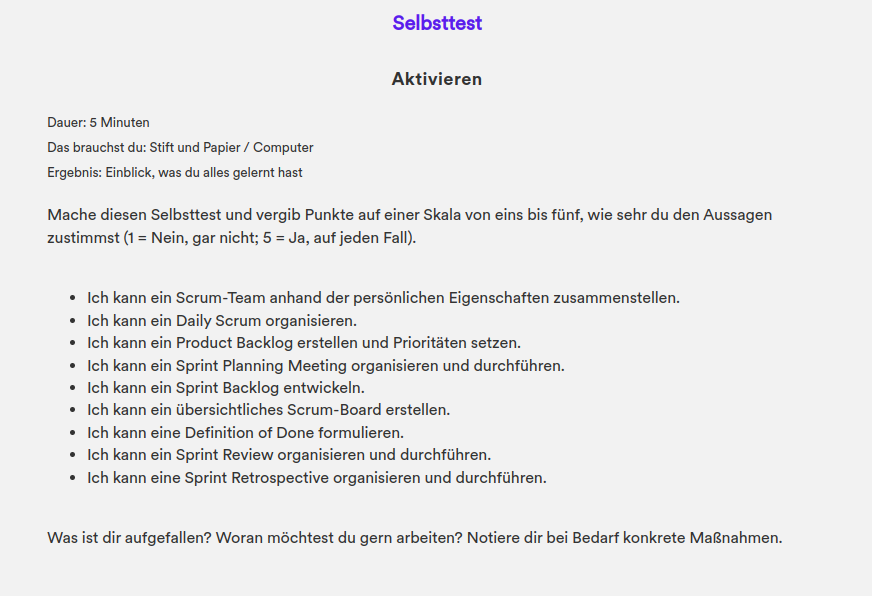 Selbsttest
Aktivieren
Dauer: 5 Minuten
Das brauchst du: Stift und Papier / Computer
Ergebnis: Einblick, was du alles gelernt hast
Mache diesen Selbsttest und vergib Punkte auf einer Skala von eins bis fünf, wie sehr du den Aussagen
zustimmst (1 = Nein, gar nicht; 5 = Ja, auf jeden Fall).
• Ich kann ein Scrum-Team anhand der persönlichen Eigenschaften zusammenstellen.
• Ich kann ein Daily Scrum organisieren.
• Ich kann ein Product Backlog erstellen und Prioritäten setzen.
• Ich kann ein Sprint Planning Meeting organisieren und durchführen.
• Ich kann ein Sprint Backlog entwickeln.
• Ich kann ein übersichtliches Scrum-Board erstellen.
• Ich kann eine Definition of Done formulieren.
• Ich kann ein Sprint Review organisieren und durchführen.
• Ich kann eine Sprint Retrospective organisieren und durchführen.
Was ist dir aufgefallen? Woran möchtest du gern arbeiten? Notiere dir bei Bedarf konkrete Maßnahmen.